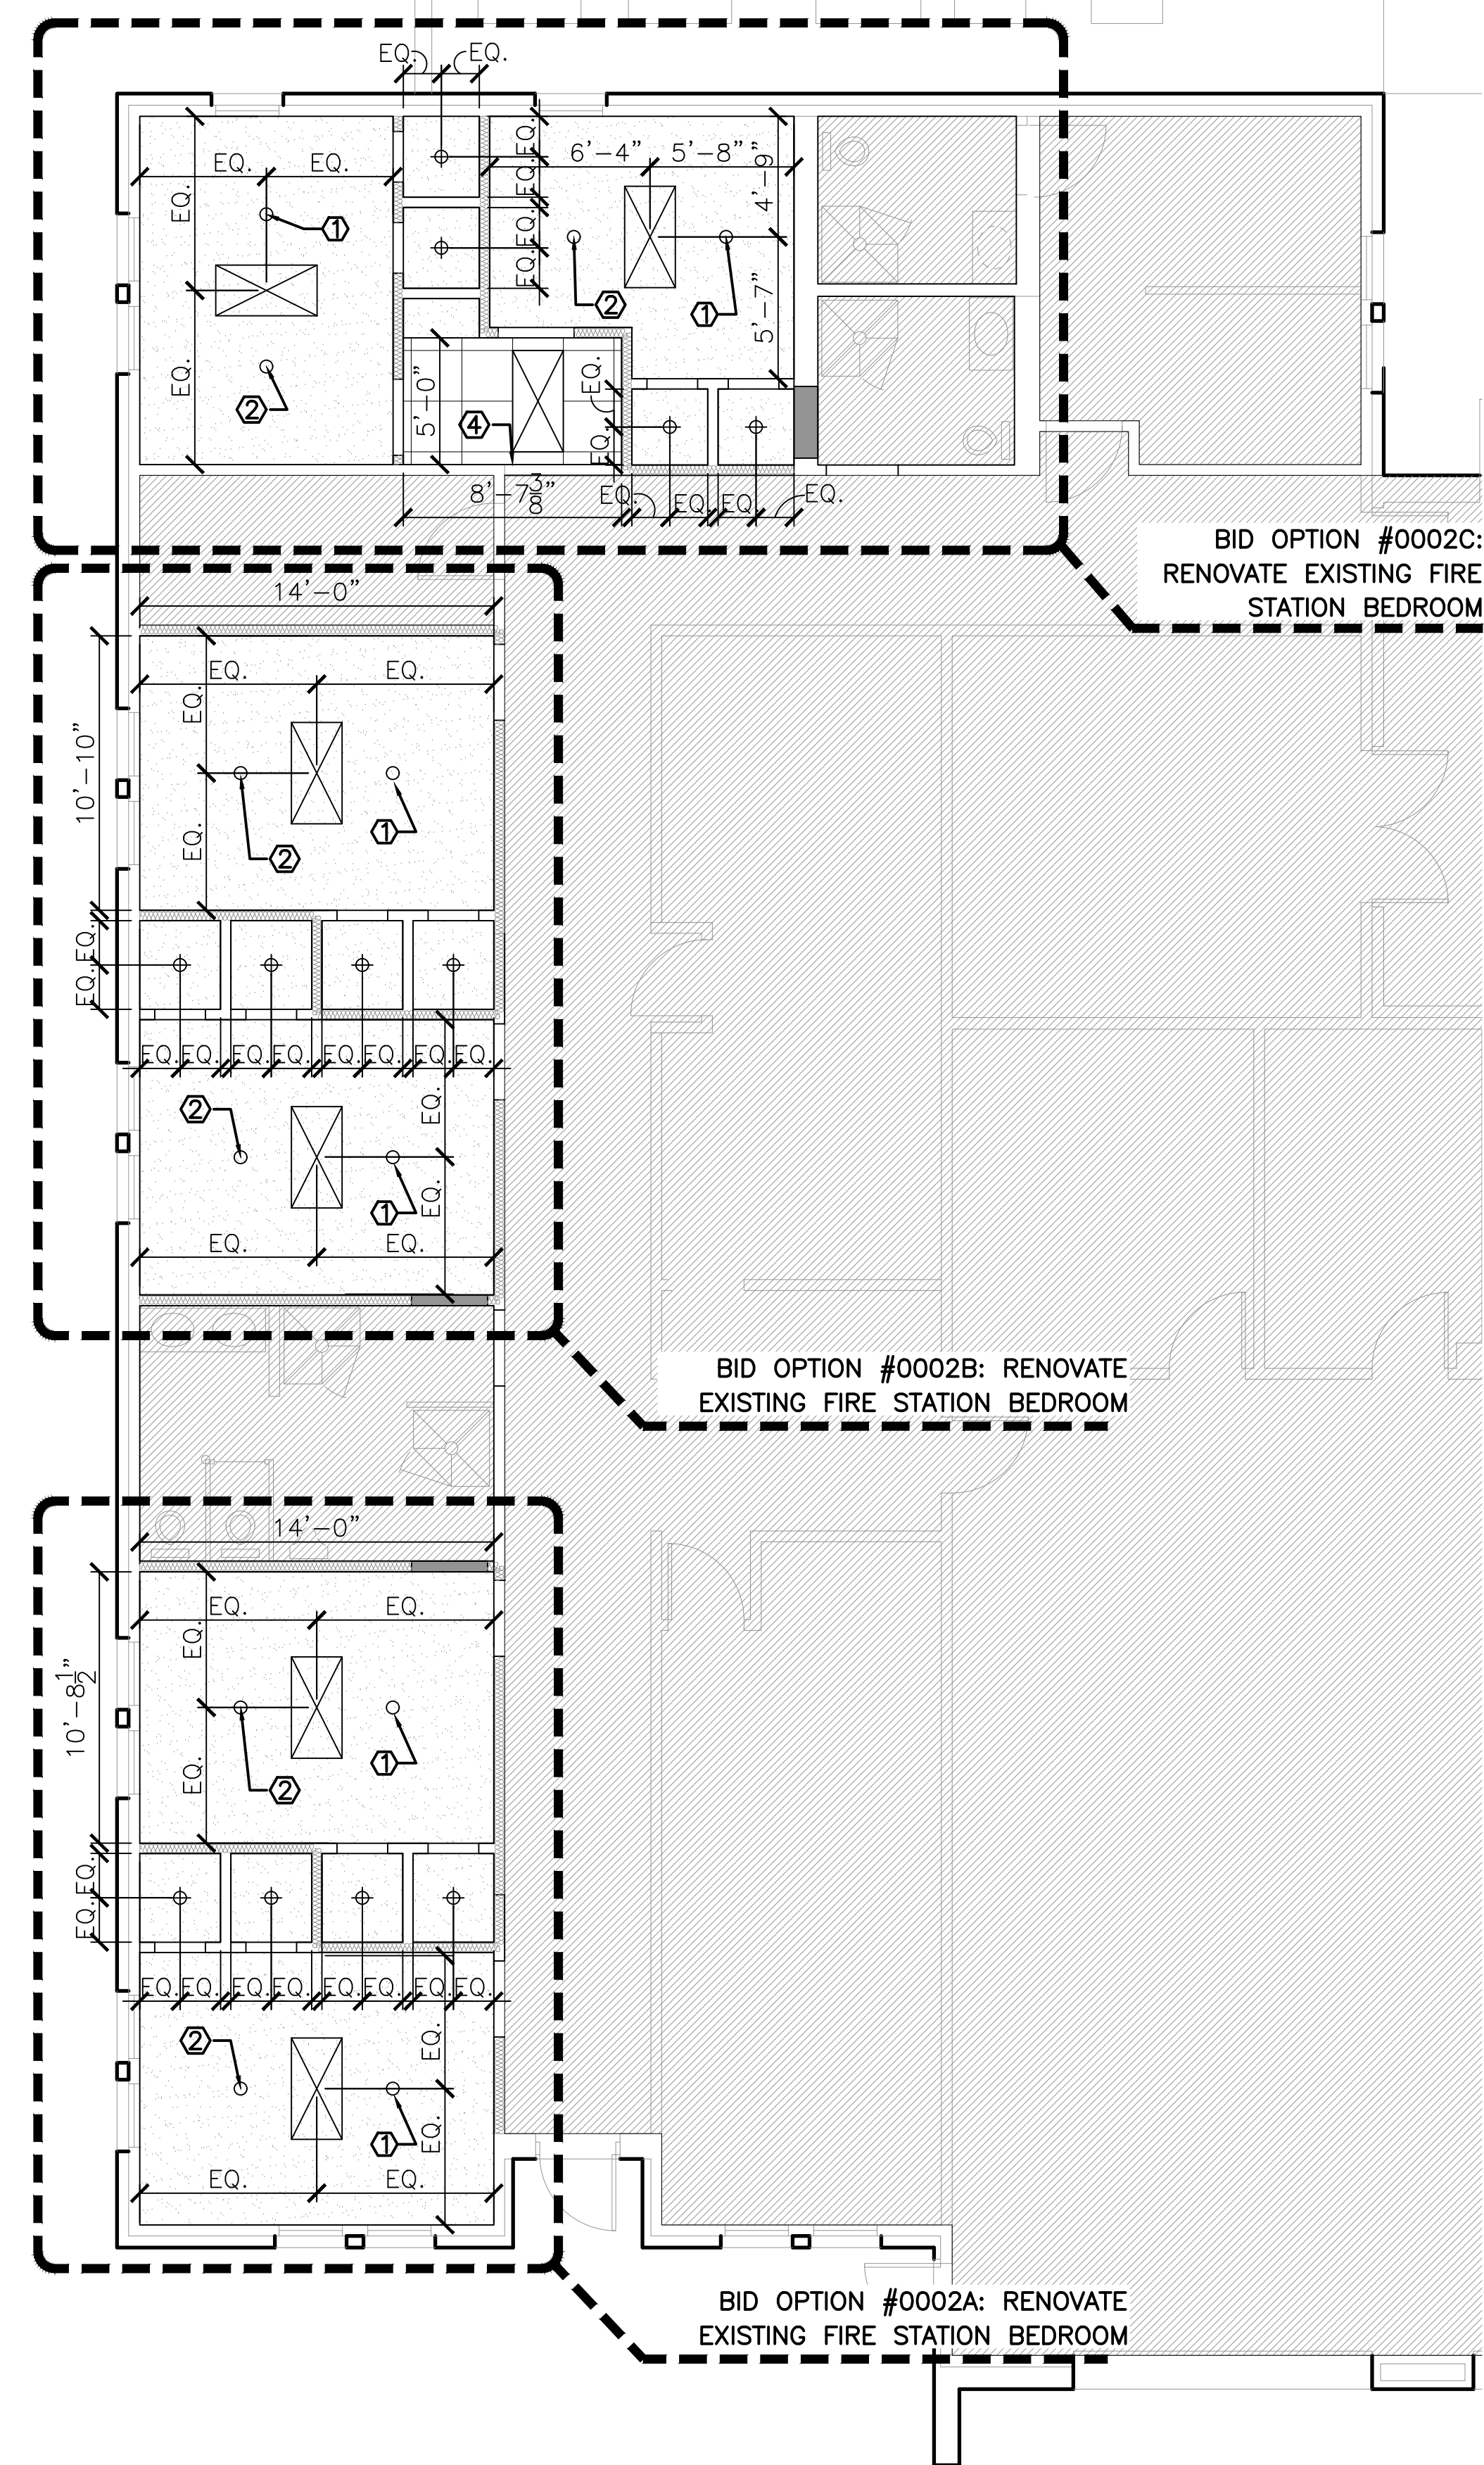 EQ. EQ.
EQ. EQ.
EQ.
EQ.
1
2
EQ.
EQ.
EQ.
EQ.
6'-4" 5'-8"
4'-9"
5'-7"
2
1
5'-0"
4
EQ.
EQ.
8'-7 3/8"
EQ. EQ. EQ. EQ.
BID OPTION #0002C:
RENOVATE EXISTING FIRE
STATION BEDROOM
14'-0"
EQ. EQ.
EQ.
10'-10"
EQ.
1
2
EQ.
EQ.
EQ. EQ. EQ. EQ. EQ. EQ. EQ. EQ.
2
EQ.
1
EQ.
EQ. EQ.
BID OPTION #0002B: RENOVATE
EXISTING FIRE STATION BEDROOM
14'-0"
EQ. EQ.
EQ.
10'-8 1/2"
EQ.
1
2
EQ.
EQ.
EQ. EQ. EQ. EQ. EQ. EQ. EQ. EQ.
2
EQ.
1
EQ.
EQ. EQ.
BID OPTION #0002A: RENOVATE
EXISTING FIRE STATION BEDROOM